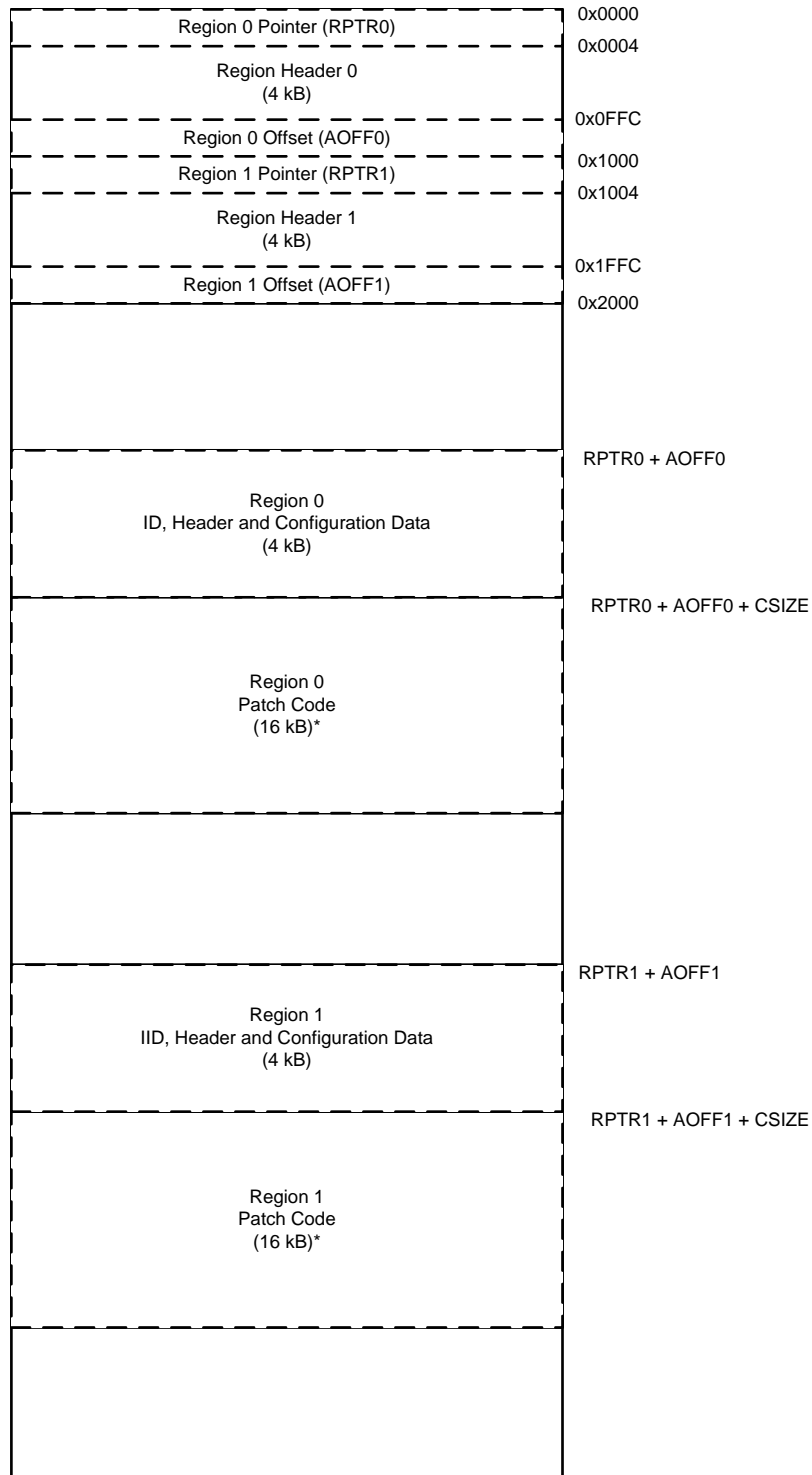 Region 0 Pointer (RPTR0)
0x0000
0x0004
Region Header 0
(4 kB)
0x0FFC
Region 0 Offset (AOFF0)
0x1000
Region 1 Pointer (RPTR1)
0x1004
Region Header 1
(4 kB)
0x1FFC
Region 1 Offset (AOFF1)
0x2000
RPTR0 + AOFF0
Region 0
ID, Header and Configuration Data
(4 kB)
RPTR0 + AOFF0 + CSIZE
Region 0
Patch Code
(16 kB)*
RPTR1 + AOFF1
Region 1
IID, Header and Configuration Data
(4 kB)
RPTR1 + AOFF1 + CSIZE
Region 1
Patch Code
(16 kB)*